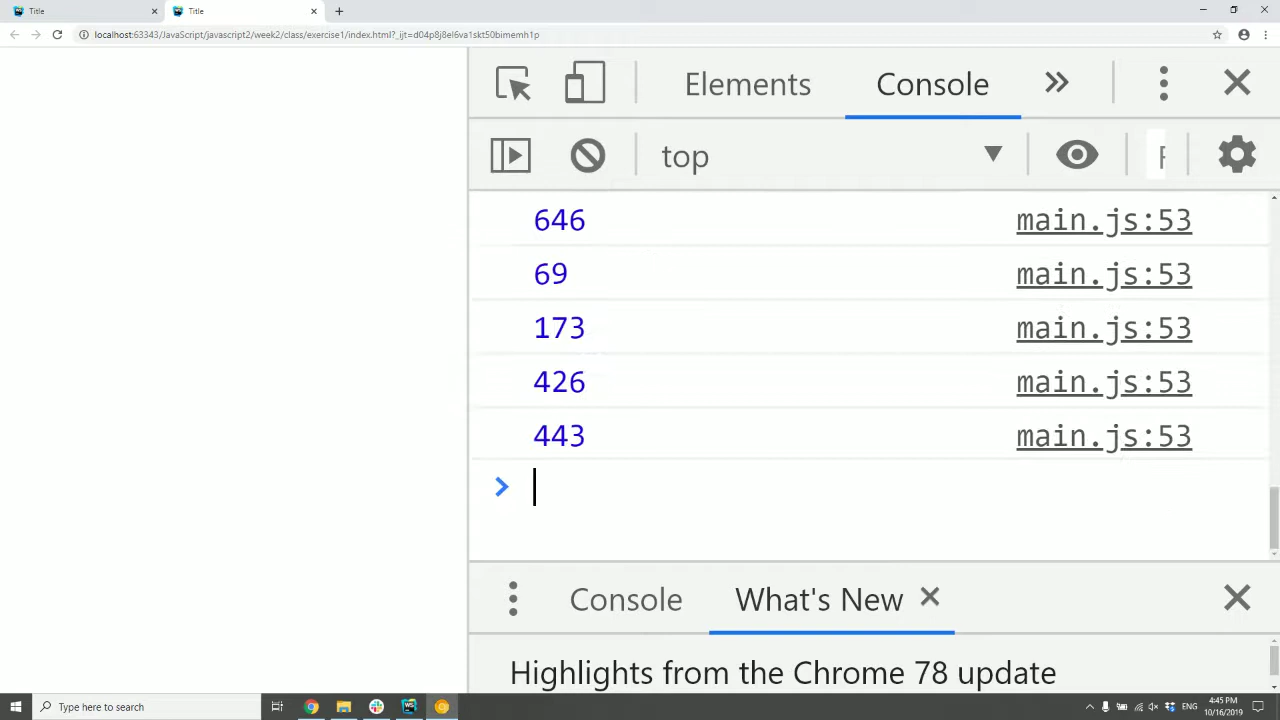 Title
Title
localhost:63343/JavaScript/javascript2/week2/class/exercise1/index.html?_ijt=d04p8j8el6va1skt50bimemh1p
Elements
Console
top
646 main.js:53
69 main.js:53
173 main.js:53
426 main.js:53
443 main.js:53
Console
What's New
Highlights from the Chrome 78 update
Type here to search
ENG
4:45 PM
10/16/2019